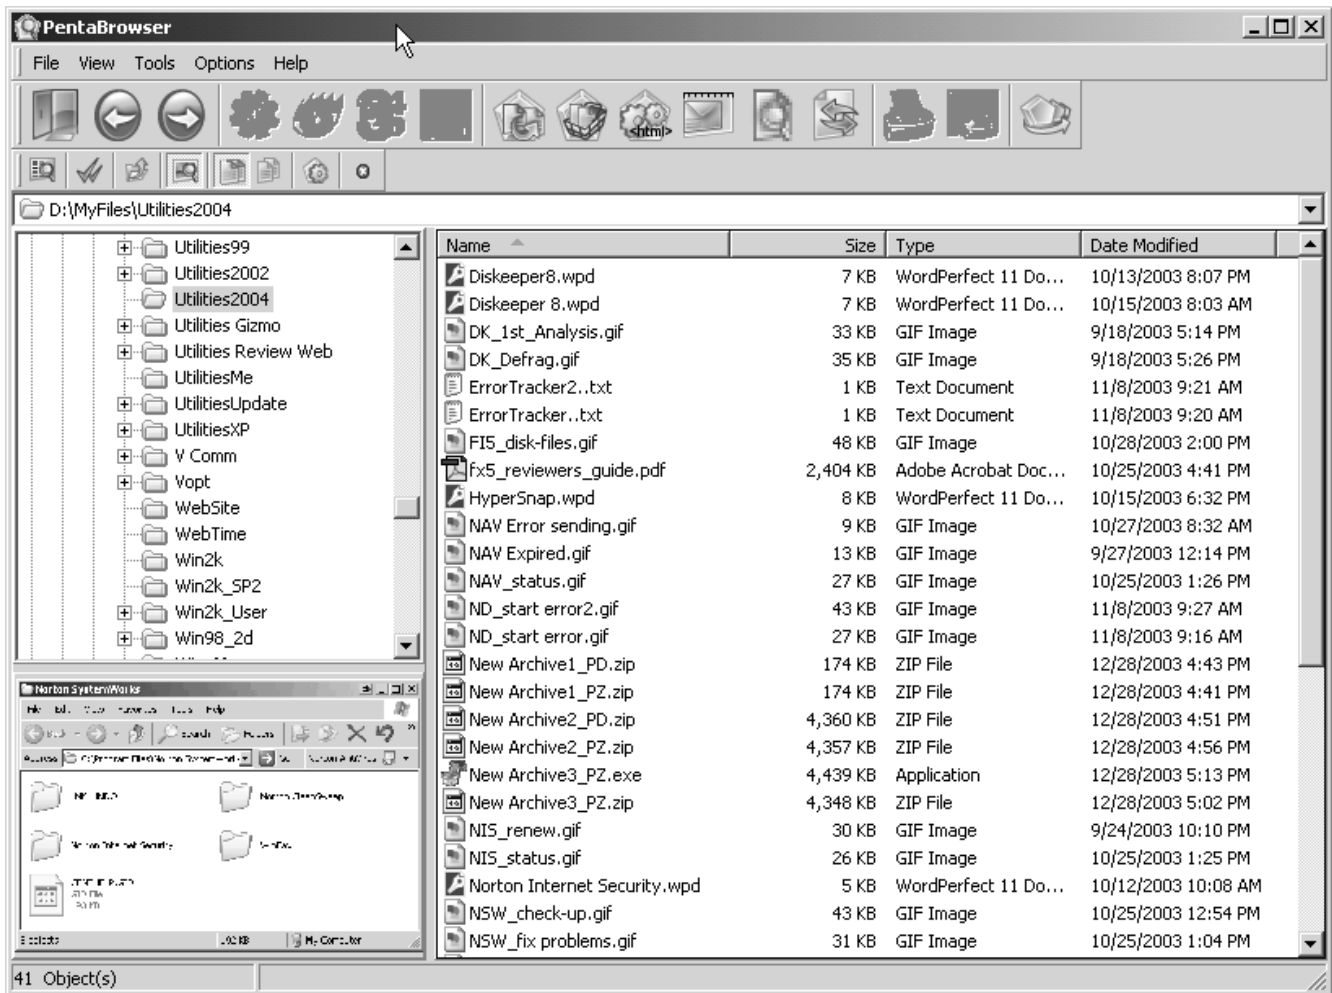 PentaBrowser
File View Tools Options Help
<html>
D:\MyFiles\Utilities2004
Utilities99
Utilities2002
Utilities2004
Utilities Gizmo
Utilities Review Web
UtilitiesMe
UtilitiesUpdate
UtilitiesXP
V Comm
Vopt
WebSite
WebTime
Win2k
Win2k_SP2
Win2k_User
Win98_2d
Name Size Type Date Modified
Diskeeper8.wpd 7 KB WordPerfect 11 Do... 10/13/2003 8:07 PM
Diskeeper 8.wpd 7 KB WordPerfect 11 Do... 10/15/2003 8:03 AM
DK_1st_Analysis.gif 33 KB GIF Image 9/18/2003 5:14 PM
DK_Defrag.gif 35 KB GIF Image 9/18/2003 5:26 PM
ErrorTracker2..txt 1 KB Text Document 11/8/2003 9:21 AM
ErrorTracker..txt 1 KB Text Document 11/8/2003 9:20 AM
FI5_disk-files.gif 48 KB GIF Image 10/28/2003 2:00 PM
fx5_reviewers_guide.pdf 2,404 KB Adobe Acrobat Doc... 10/25/2003 4:41 PM
HyperSnap.wpd 8 KB WordPerfect 11 Do... 10/15/2003 6:32 PM
NAV Error sending.gif 9 KB GIF Image 10/27/2003 8:32 AM
NAV Expired.gif 13 KB GIF Image 9/27/2003 12:14 PM
NAV_status.gif 27 KB GIF Image 10/25/2003 1:26 PM
ND_start error2.gif 43 KB GIF Image 11/8/2003 9:27 AM
ND_start error.gif 27 KB GIF Image 11/8/2003 9:16 AM
New Archive1_PD.zip 174 KB ZIP File 12/28/2003 4:43 PM
New Archive1_PZ.zip 174 KB ZIP File 12/28/2003 4:41 PM
New Archive2_PD.zip 4,360 KB ZIP File 12/28/2003 4:51 PM
New Archive2_PZ.zip 4,357 KB ZIP File 12/28/2003 4:56 PM
New Archive3_PZ.exe 4,439 KB Application 12/28/2003 5:13 PM
New Archive3_PZ.zip 4,348 KB ZIP File 12/28/2003 5:02 PM
NIS_renew.gif 30 KB GIF Image 9/24/2003 10:10 PM
NIS_status.gif 26 KB GIF Image 10/25/2003 1:25 PM
Norton Internet Security.wpd 5 KB WordPerfect 11 Do... 10/12/2003 10:08 AM
NSW_check-up.gif 43 KB GIF Image 10/25/2003 12:54 PM
NSW_fix problems.gif 31 KB GIF Image 10/25/2003 1:04 PM
Norton SystemWorks
Help
Search Folders
Address
Norton CleanSweep
Norton Internet Security
My Computer
41 Object(s)